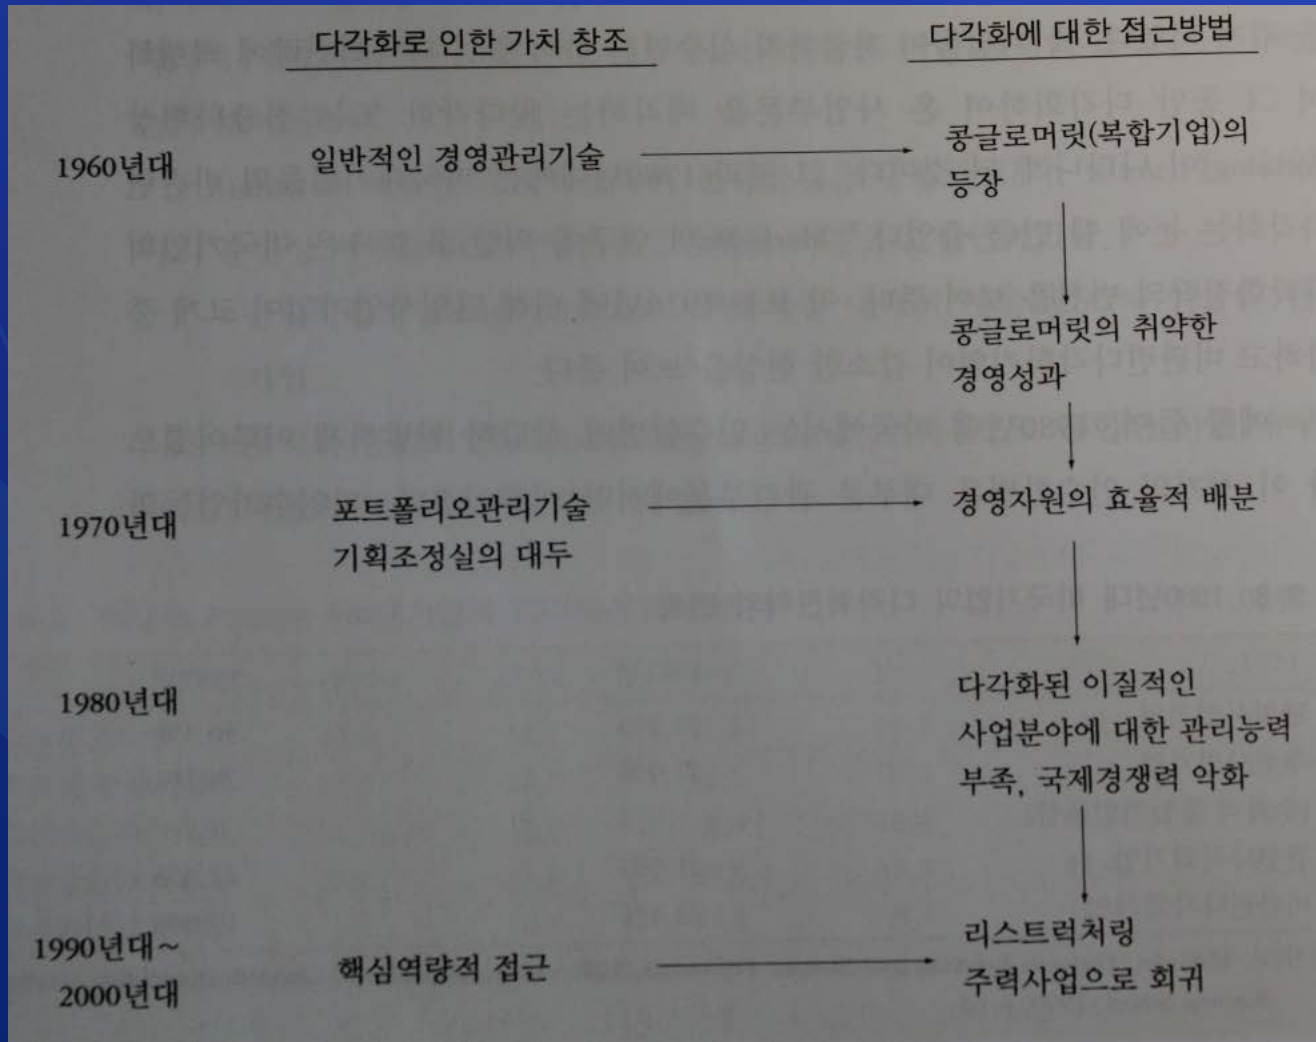 다각화로 인한 가치 창조
다각화에 대한 접근방법
1960년대
일반적인 경영관리기술
콩글로머릿(복합기업)의
등장
콩글로머릿의 취약한
경영성과
1970년대
포트폴리오관리기술
기획조정실의 대두
경영자원의 효율적 배분
1980년대
다각화된 이질적인
사업분야에 대한 관리능력
부족, 국제경쟁력 악화
1990년대~
2000년대
핵심역량적 접근
리스트럭처링
주력사업으로 회귀